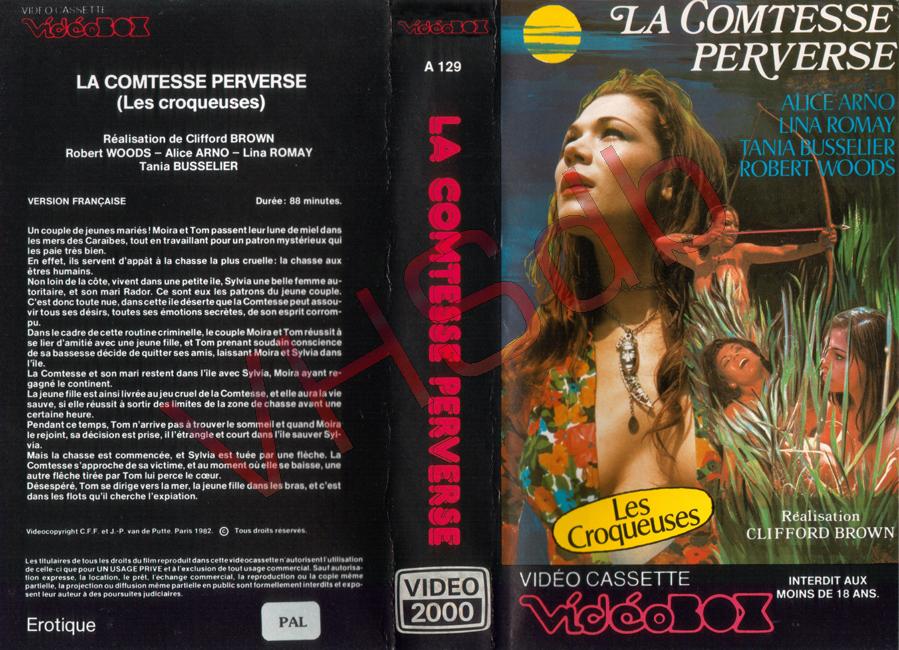 VIDEO CASSETTE
VidéoBOX
LA COMTESSE PERVERSE
(Les croqueuses)
Réalisation de Clifford BROWN
Robert WOODS – Alice ARNO – Lina ROMAY
Tania BUSSELIER
VERSION FRANÇAISE
Durée: 88 minutes.
Un couple de jeunes mariés! Moira et Tom passent leur lune de miel dans
les mers des Caraïbes, tout en travaillant pour un patron mystérieux qui
les paie très bien.
En effet, ils servent d'appât à la chasse la plus cruelle: la chasse aux
êtres humains.
Non loin de la côte, vivent dans une petite île, Sylvia une belle femme au-
toritaire, et son mari Rador. Ce sont eux les patrons du jeune couple.
C'est donc toute nue, dans cette île déserte que la Comtesse peut assou-
vir tous ses désirs, toutes ses émotions secrètes, de son esprit corrom-
pu.
Dans le cadre de cette routine criminelle, le couple Moira et Tom réussit à
se lier d'amitié avec une jeune fille, et Tom prenant soudain conscience
de sa bassesse décide de quitter ses amis, laissant Moira et Sylvia dans
l'île.
La Comtesse et son mari restent dans l'île avec Sylvia, Moira ayant re-
gagné le continent.
La jeune fille est ainsi livrée au jeu cruel de la Comtesse, et elle aura la vie
sauve, si elle réussit à sortir des limites de la zone de chasse avant une
certaine heure.
Pendant ce temps, Tom n'arrive pas à trouver le sommeil et quand Moira
le rejoint, sa décision est prise, il l'étrangle et court dans l'île sauver Syl-
via.
Mais la chasse est commencée, et Sylvia est tuée par une flèche. La
Comtesse s'approche de sa victime, et au moment où elle se baisse, une
autre flèche tirée par Tom lui perce le cœur.
Désespéré, Tom se dirige vers la mer, la jeune fille dans les bras, et c'est
dans les flots qu'il cherche l'expiation.
Videocopyright C.F.F. et J.-P. van de Putte. Paris 1982. © Tous droits réservés.
Les titulaires de tous les droits du film reproduit dans cette vidéocassette n'autorisent l'utilisation
de celle-ci que pour UN USAGE PRIVE et à l'exclusion de tout usage commercial. Sauf autorisa-
tion expresse, la location, le prêt, l'échange commercial, la reproduction ou la copie même
partielle, la projection ou diffusion même partielle en public sont formellement interdits et expo-
sent leur auteur à des poursuites judiciaires.
Erotique
PAL
VidéoBOX
A 129
LA COMTESSE PERVERSE
VIDEO
2000
LA COMTESSE
PERVERSE
ALICE ARNO
LINA ROMAY
TANIA BUSSELIER
ROBERT WOODS
Les
Croqueuses
Réalisation
CLIFFORD BROWN
VIDÉO CASSETTE
VidéoBOX
INTERDIT AUX
MOINS DE 18 ANS.
VHSdb